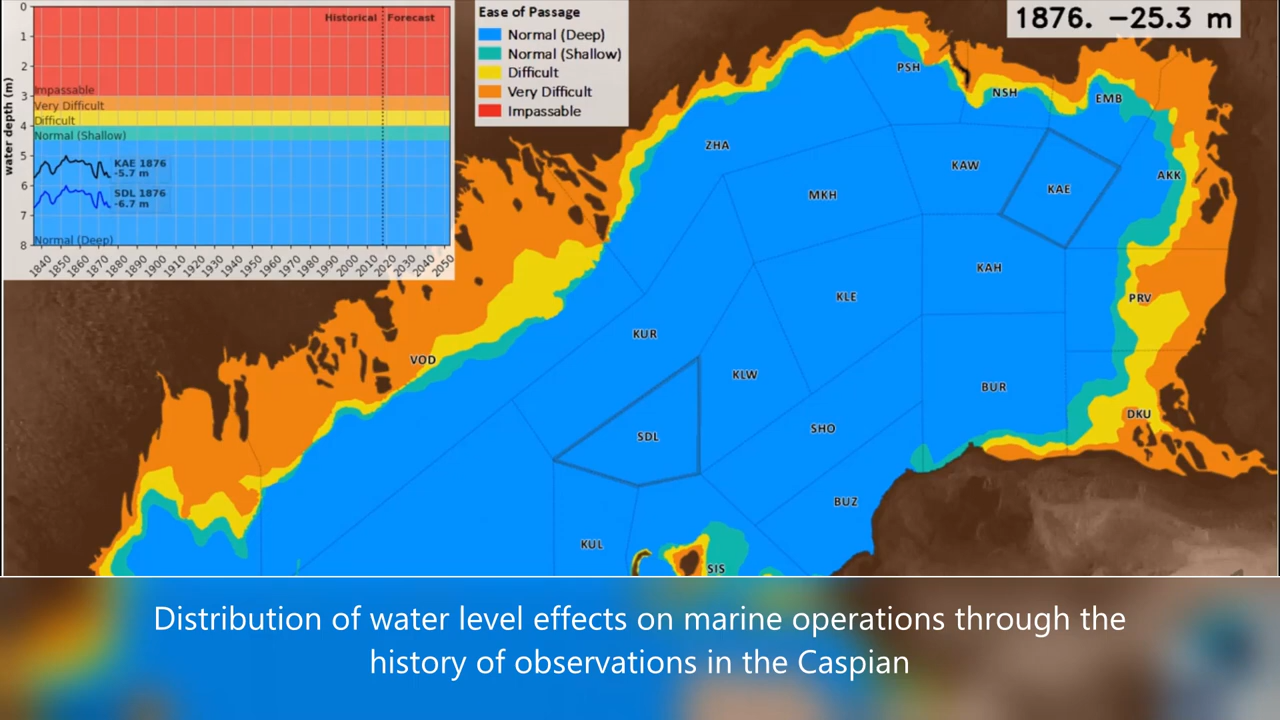 0
1
2
3
4
5
6
7
8
water depth (m)
Historical
Forecast
Impassable
Very Difficult
Difficult
Normal (Shallow)
KAE 1876
-5.7 m
SDL 1876
-6.7 m
Normal (Deep)
1840
1850
1860
1870
1880
1890
1900
1910
1920
1930
1940
1950
1960
1970
1980
1990
2000
2010
2020
2030
2040
2050
Ease of Passage
Normal (Deep)
Normal (Shallow)
Difficult
Very Difficult
Impassable
1876. −25.3 m
PSH
NSH
EMB
ZHA
KAW
AKK
MKH
KAE
KAH
KLE
PRV
KUR
VOD
KLW
BUR
DKU
SHO
SDL
BUZ
KUL
SIS
Distribution of water level effects on marine operations through the
history of observations in the Caspian